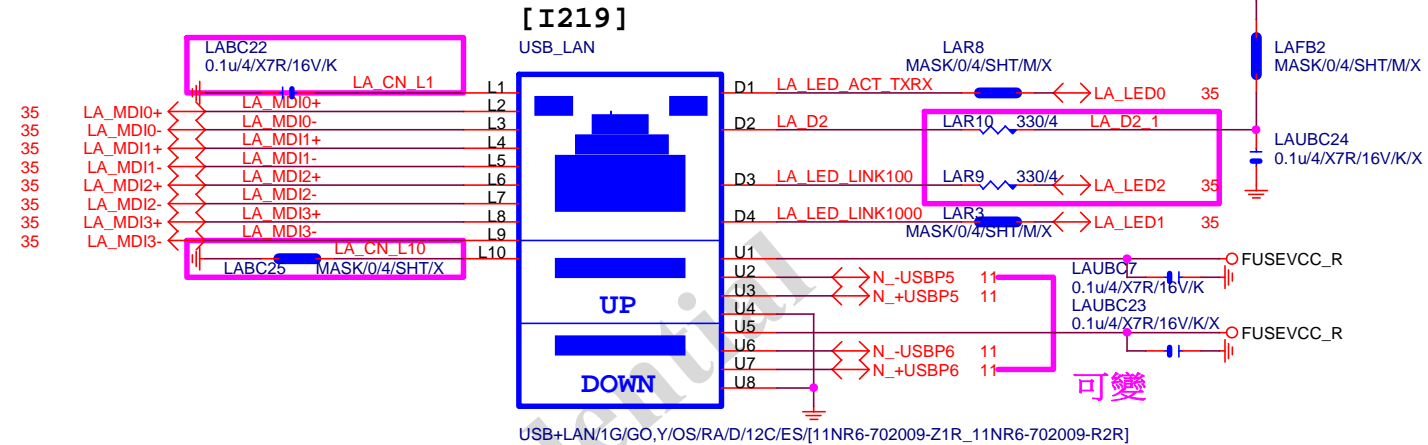 [I219]
USB_LAN
LABC22
0.1u/4/X7R/16V/K
LA_CN_L1
L1
35 LA_MDI0+ LA_MDI0+ L2
35 LA_MDI0- LA_MDI0- L3
35 LA_MDI1+ LA_MDI1+ L4
35 LA_MDI1- LA_MDI1- L5
35 LA_MDI2+ LA_MDI2+ L6
35 LA_MDI2- LA_MDI2- L7
35 LA_MDI3+ LA_MDI3+ L8
35 LA_MDI3- LA_MDI3- L9
LA_CN_L10 L10
LABC25 MASK/0/4/SHT/X
UP
DOWN
LAR8
MASK/0/4/SHT/M/X
D1 LA_LED_ACT_TXRX LA_LED0 35
D2 LA_D2 LAR10 330/4 LA_D2_1
D3 LA_LED_LINK100 LAR9 330/4 LA_LED2 35
D4 LA_LED_LINK1000 LAR3 LA_LED1 35
MASK/0/4/SHT/M/X
LAFB2
MASK/0/4/SHT/M/X
LAUBC24
0.1u/4/X7R/16V/K/X
U1 FUSEVCC_R
U2 N_-USBP5 11
U3 N_+USBP5 11
U4
LAUBC7
0.1u/4/X7R/16V/K
LAUBC23
0.1u/4/X7R/16V/K/X
U5 FUSEVCC_R
U6 N_-USBP6 11
U7 N_+USBP6 11
U8
可變
USB+LAN/1G/GO,Y/OS/RA/D/12C/ES/[11NR6-702009-Z1R_11NR6-702009-R2R]
dential